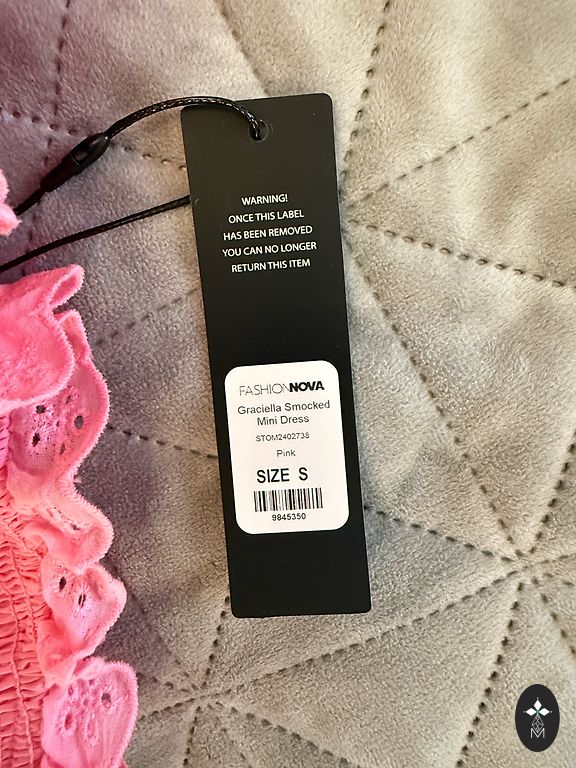 WARNING!
ONCE THIS LABEL
HAS BEEN REMOVED
YOU CAN NO LONGER
RETURN THIS ITEM
FASHIONNOVA
Graciella Smocked
Mini Dress
STOM2402738
Pink
SIZE S
9845350
M